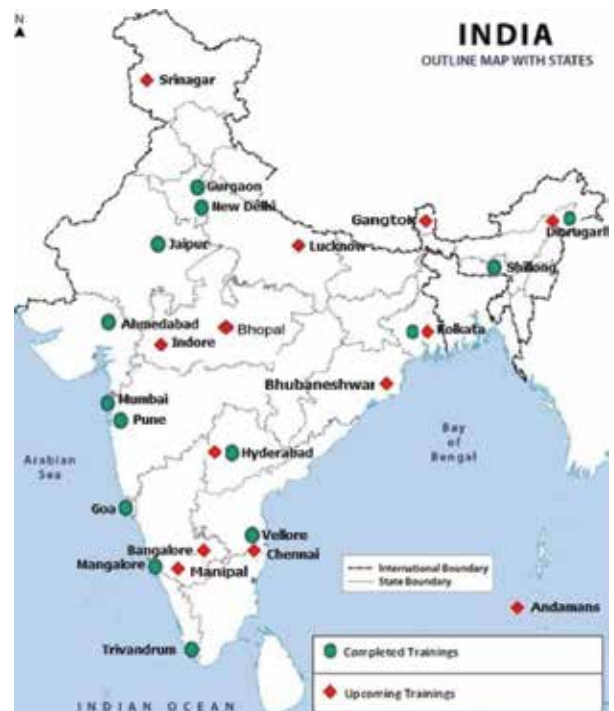 N
INDIA
OUTLINE MAP WITH STATES
Srinagar
Gurgaon
New Delhi
Gangtok
Dibrugarh
Jaipur
Lucknow
Shillong
Ahmedabad
Bhopal
Indore
Kolkata
Bhubaneshwar
Mumbai
Pune
Bay
of
Bengal
Arabian
Sea
Hyderabad
Goa
Vellore
Bangalore
Chennai
Mangalore
Manipal
International Boundary
State Boundary
Andamans
Trivandrum
Completed Trainings
Upcoming Trainings
INDIAN OCEAN